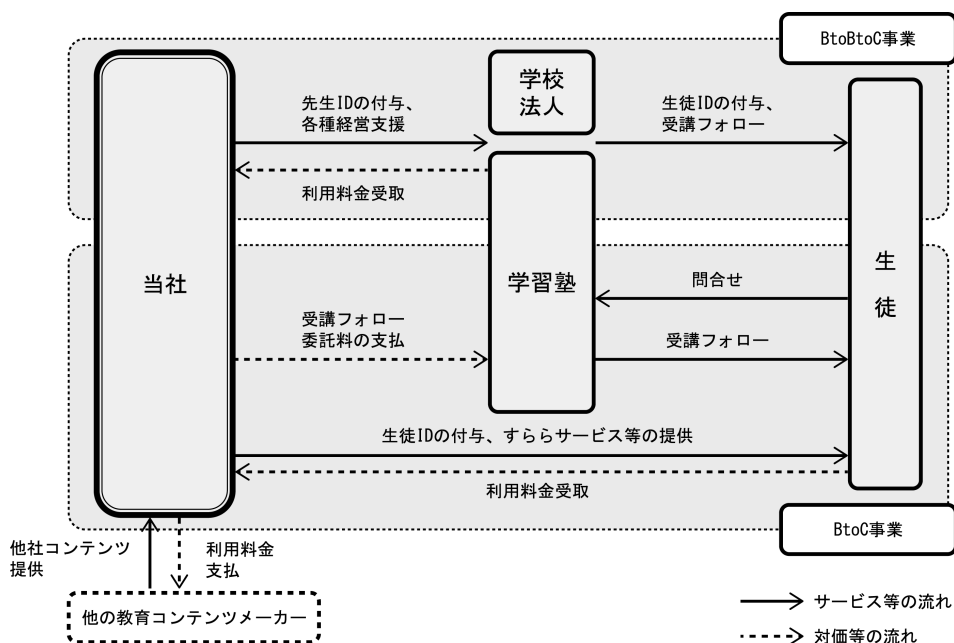 BtoBtoC事業
学校
法人
先生IDの付与、
各種経営支援
生徒IDの付与、
受講フォロー
利用料金受取
当社
学習塾
生
徒
問合せ
受講フォロー
委託料の支払
受講フォロー
生徒IDの付与、すららサービス等の提供
利用料金受取
BtoC事業
他社コンテンツ
提供
利用料金
支払
他の教育コンテンツメーカー
サービス等の流れ
対価等の流れ